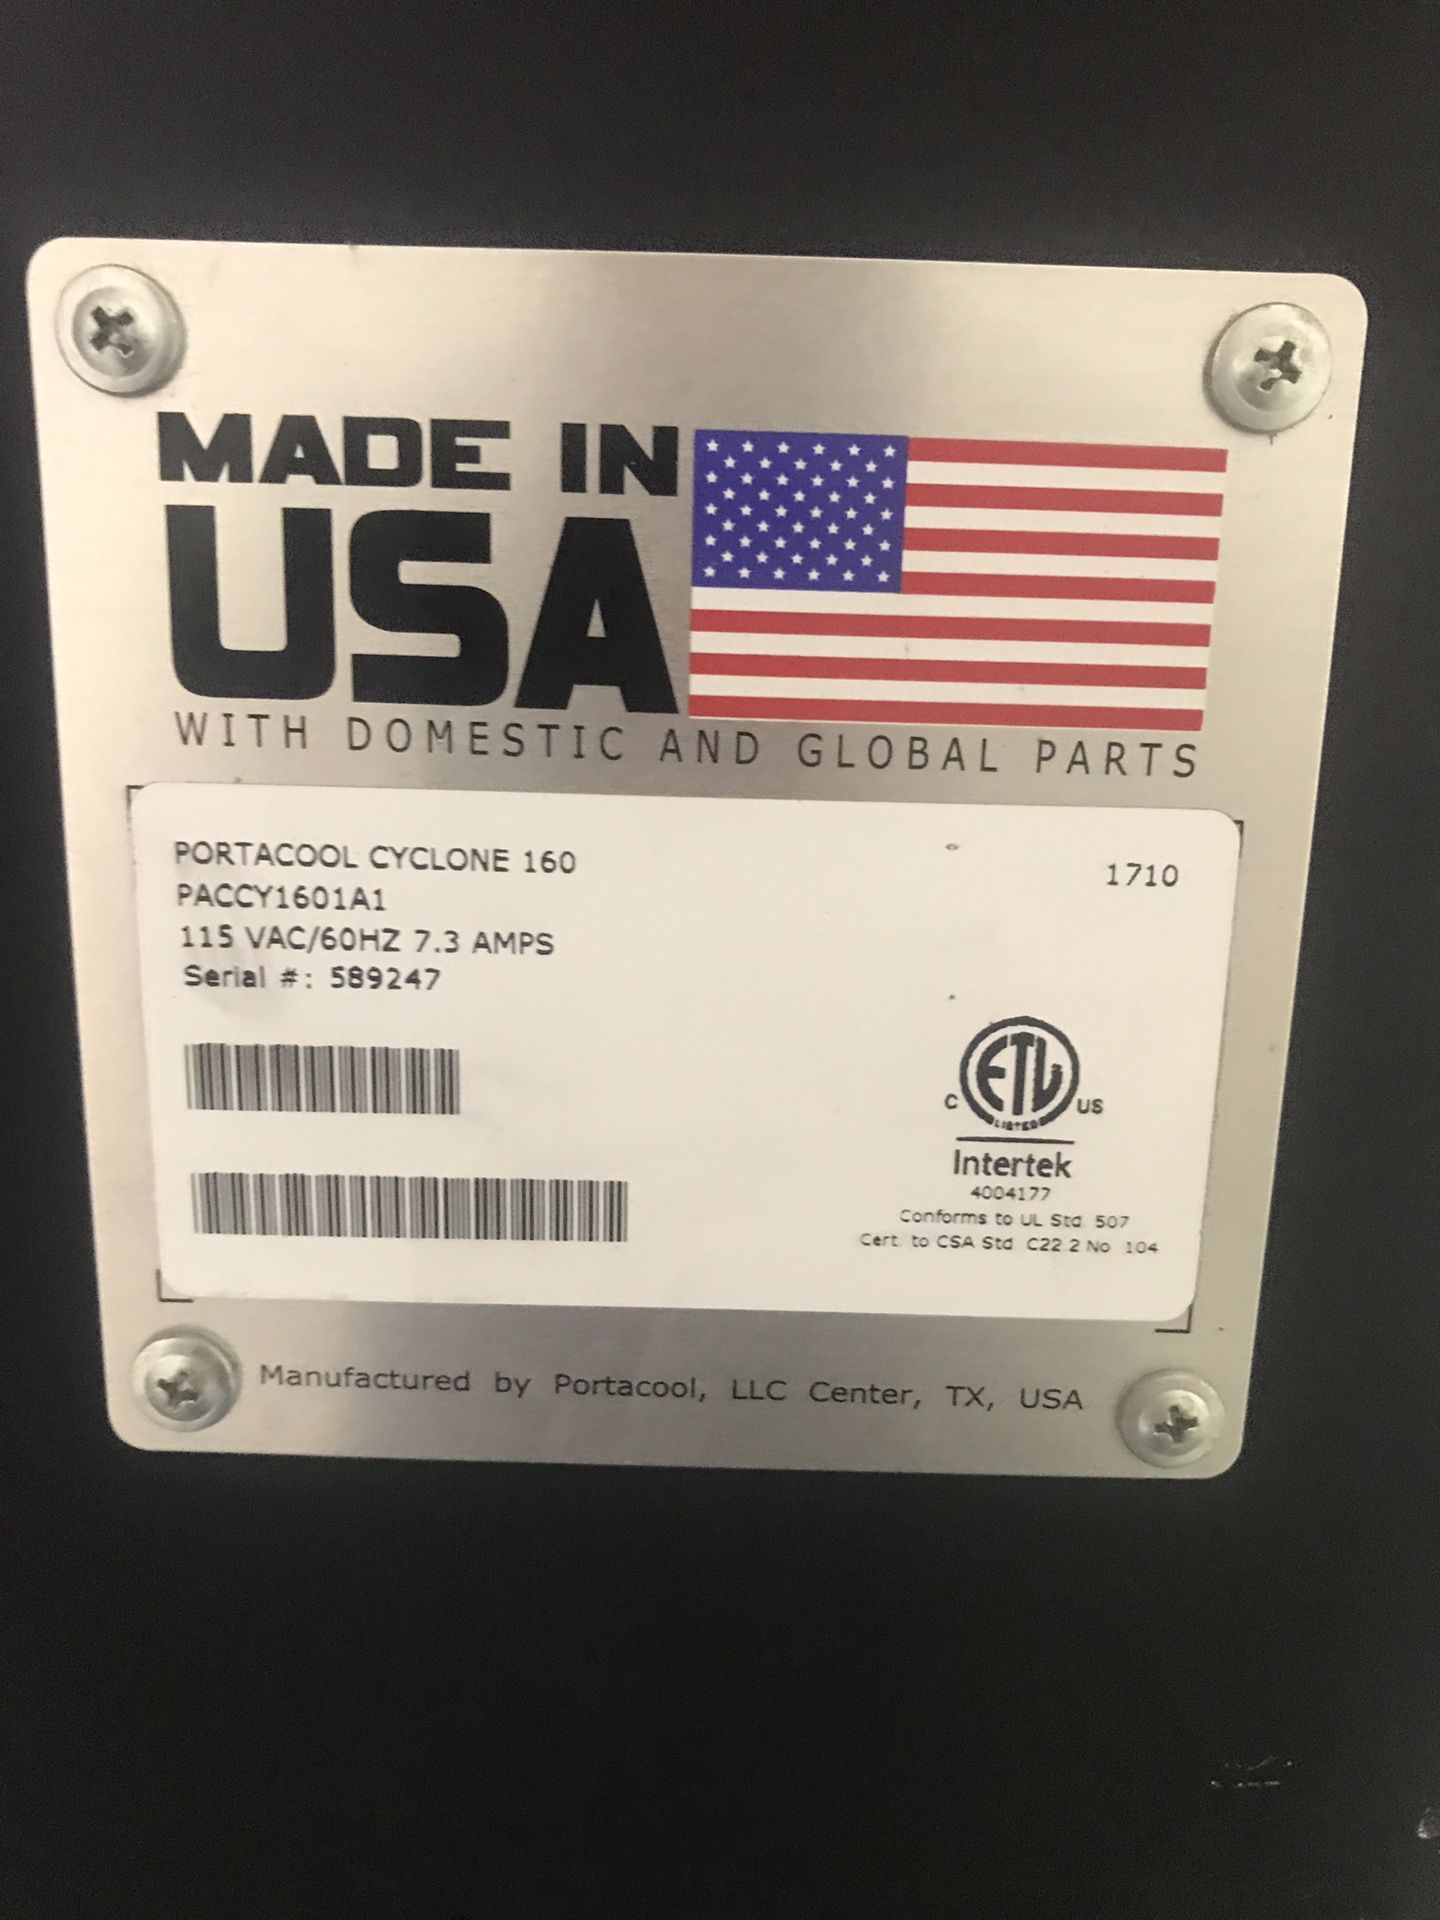 MADE IN
USA
WITH DOMESTIC AND GLOBAL PARTS
PORTACOOL CYCLONE 160
1710
PACCY1601A1
115 VAC/60HZ 7.3 AMPS
Serial #: 589247
ETL
LISTED
C
US
Intertek
4004177
Conforms to UL Std 507
Cert. to CSA Std C22.2 No 104
Manufactured by Portacool, LLC Center, TX, USA